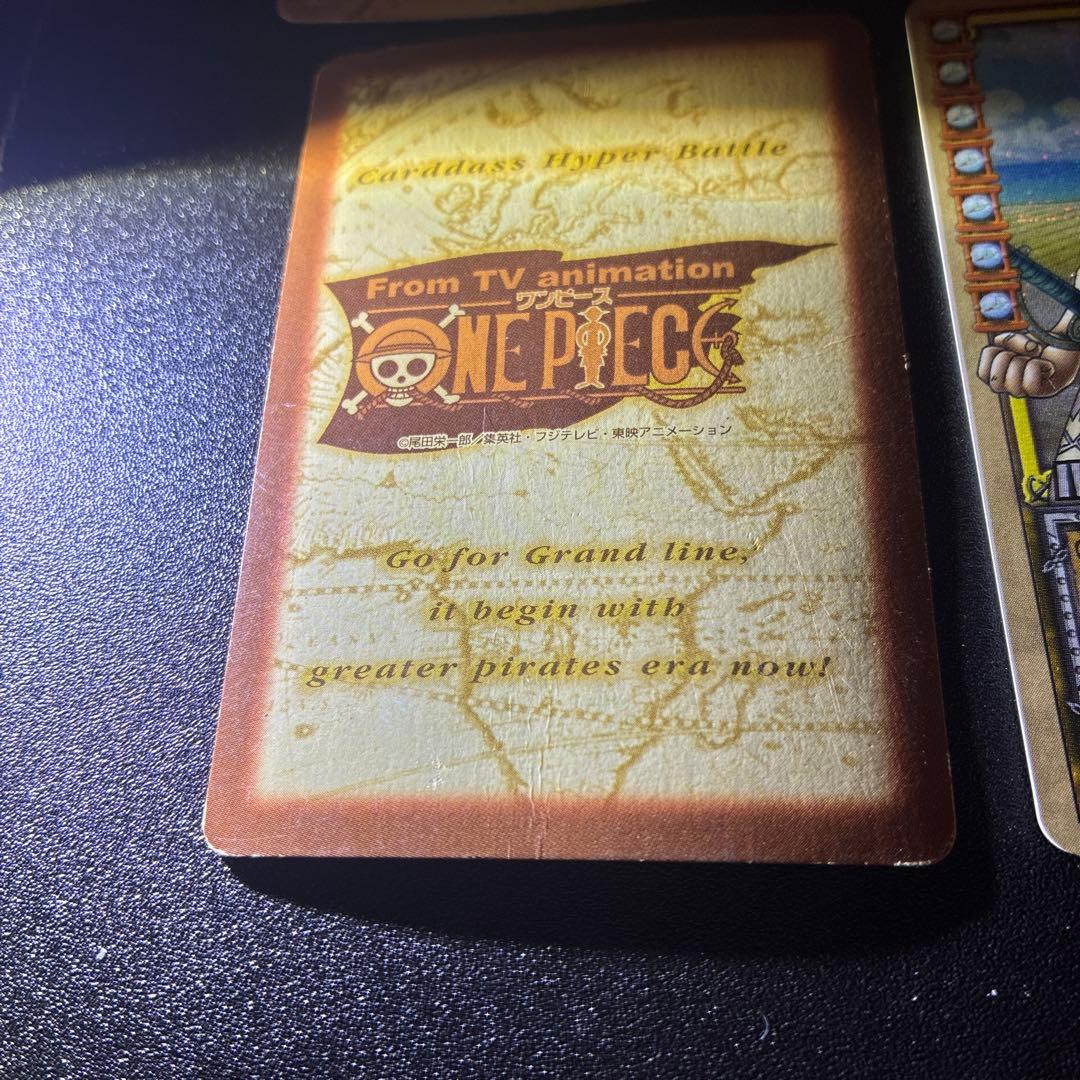 Carddass Hyper Battle
From TV animation
ワンピース
ONE PIECE
©尾田栄一郎／集英社・フジテレビ・東映アニメーション
Go for Grand line,
it begin with
greater pirates era now!